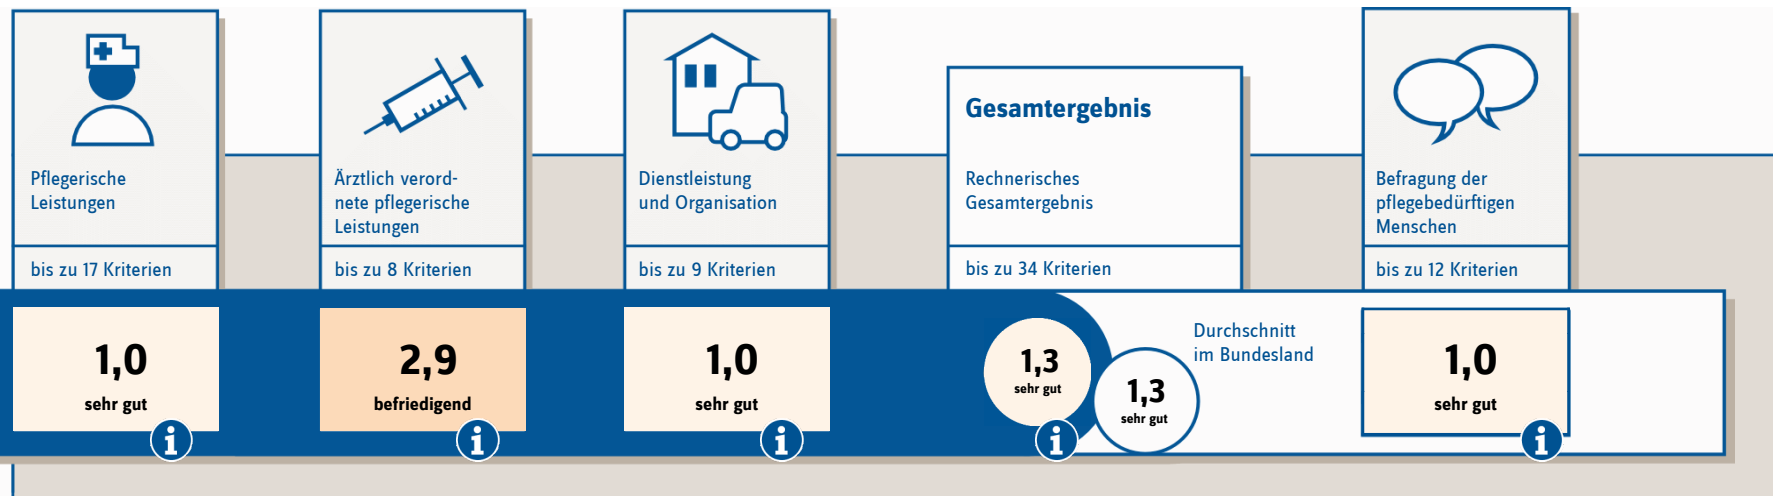 Pflegerische
Leistungen
bis zu 17 Kriterien
1,0
sehr gut
i
Ärztlich verord-
nete pflegerische
Leistungen
bis zu 8 Kriterien
2,9
befriedigend
i
Dienstleistung
und Organisation
bis zu 9 Kriterien
1,0
sehr gut
i
Gesamtergebnis
Rechnerisches
Gesamtergebnis
bis zu 34 Kriterien
1,3
sehr gut
i
Durchschnitt
im Bundesland
1,3
sehr gut
Befragung der
pflegebedürftigen
Menschen
bis zu 12 Kriterien
1,0
sehr gut
i